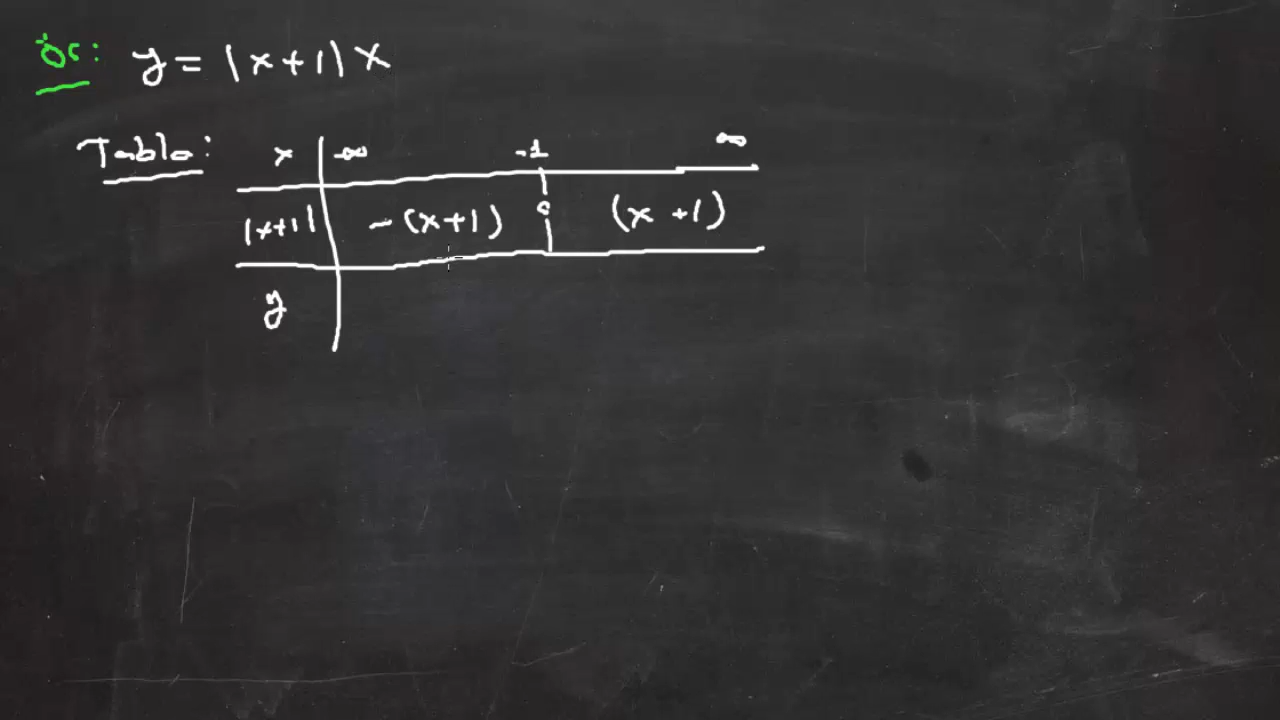 Ör: y = |x+1| x
Tablo: x -∞ -1 ∞
|x+1| -(x+1) 0 (x+1)
y